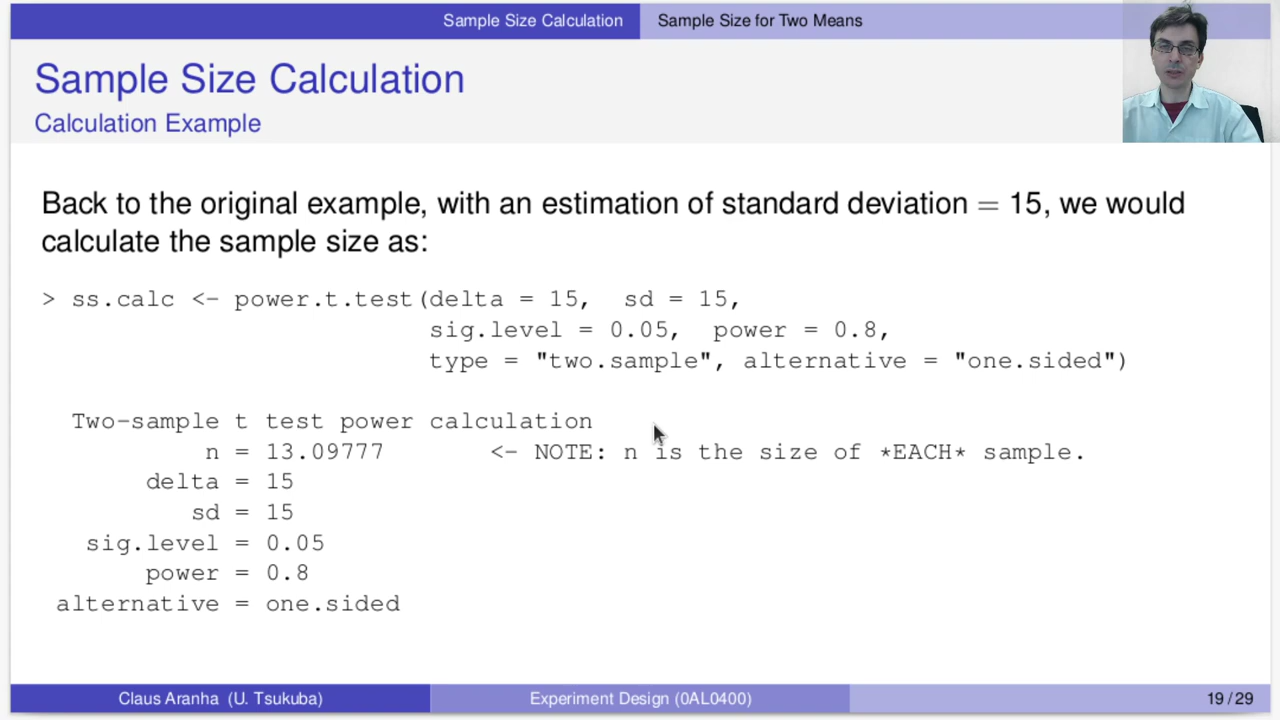 Sample Size Calculation    Sample Size for Two Means
Sample Size Calculation
Calculation Example
Back to the original example, with an estimation of standard deviation = 15, we would
calculate the sample size as:
> ss.calc <- power.t.test(delta = 15,  sd = 15,
sig.level = 0.05,  power = 0.8,
type = "two.sample", alternative = "one.sided")
Two-sample t test power calculation
n = 13.09777       <- NOTE: n is the size of *EACH* sample.
delta = 15
sd = 15
sig.level = 0.05
power = 0.8
alternative = one.sided
Claus Aranha (U. Tsukuba)    Experiment Design (0AL0400)    19 / 29